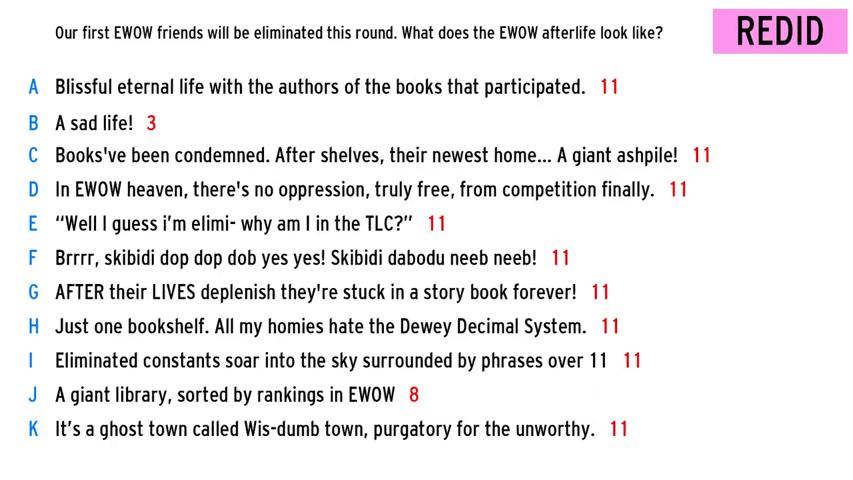 Our first EWOW friends will be eliminated this round. What does the EWOW afterlife look like?
REDID
A Blissful eternal life with the authors of the books that participated. 11
B A sad life! 3
C Books've been condemned. After shelves, their newest home... A giant ashpile! 11
D In EWOW heaven, there's no oppression, truly free, from competition finally. 11
E “Well I guess i’m elimi- why am I in the TLC?” 11
F Brrrr, skibidi dop dop dob yes yes! Skibidi dabodu neeb neeb! 11
G AFTER their LIVES deplenish they're stuck in a story book forever! 11
H Just one bookshelf. All my homies hate the Dewey Decimal System. 11
I Eliminated constants soar into the sky surrounded by phrases over 11 11
J A giant library, sorted by rankings in EWOW 8
K It’s a ghost town called Wis-dumb town, purgatory for the unworthy. 11